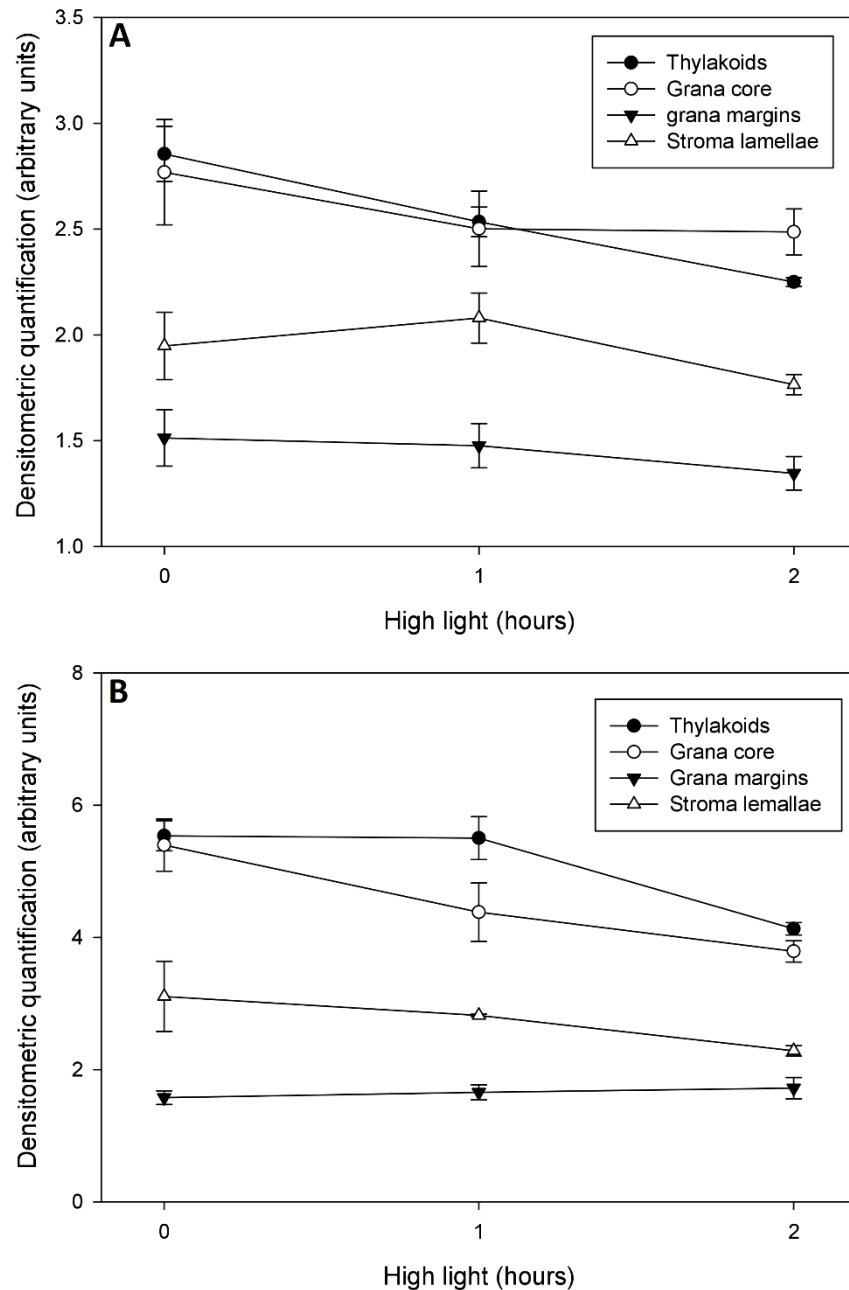 A
Thylakoids
Grana core
grana margins
Stroma lamellae
Densitometric quantification (arbitrary units)
3.5
3.0
2.5
2.0
1.5
1.0
0 1 2
High light (hours)
B
Thylakoids
Grana core
Grana margins
Stroma lemallae
Densitometric quantification (arbitrary units)
8
6
4
2
0
0 1 2
High light (hours)